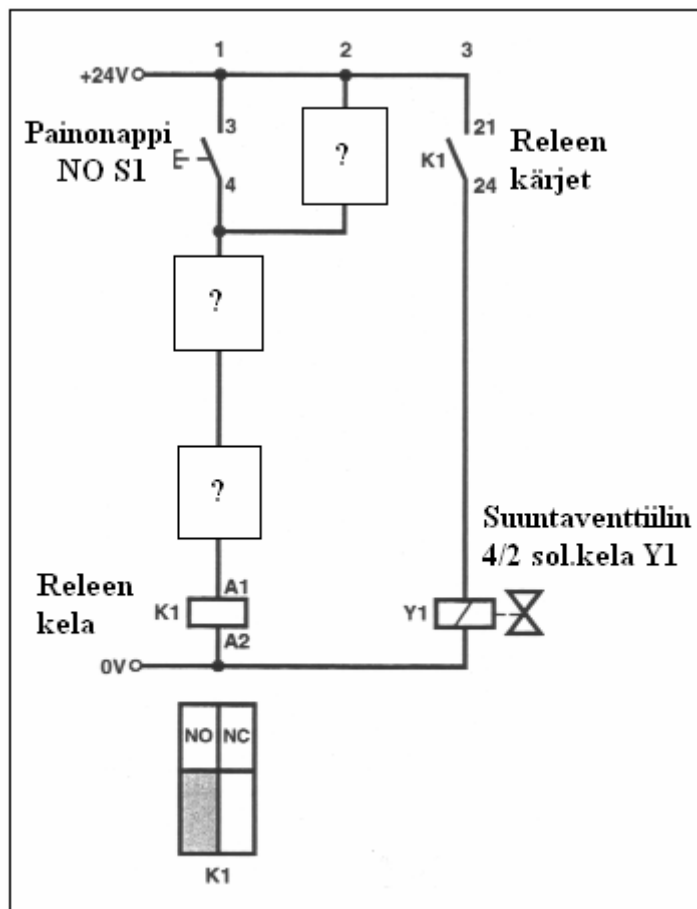 1
2
3
+24V
Painonappi
NO S1
3
4
?
K1
21
24
Releen
kärjet
?
?
Suuntaventtiilin
4/2 sol.kela Y1
Releen
kela
K1
A1
A2
Y1
0V
NO NC
K1